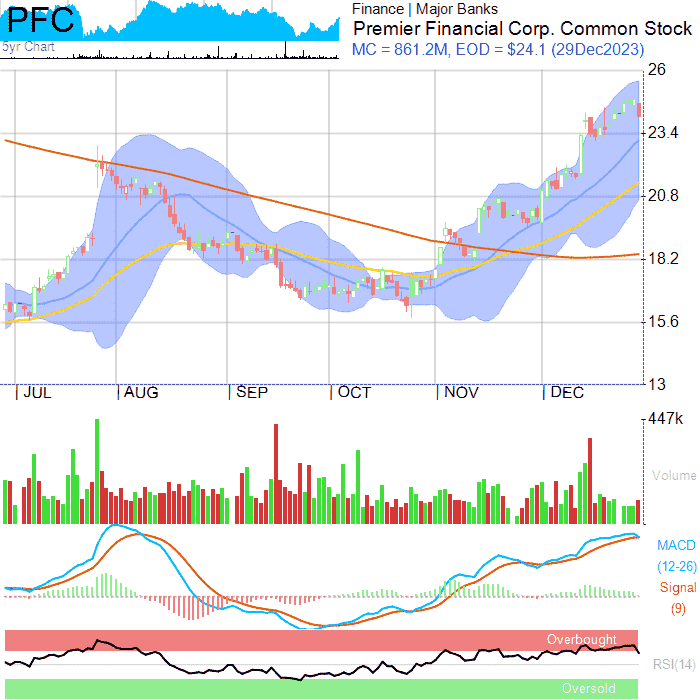 PFC
5yr Chart
Finance | Major Banks
Premier Financial Corp. Common Stock
MC = 861.2M, EOD = $24.1 (29Dec2023)
26
23.4
20.8
18.2
15.6
13
JUL AUG SEP OCT NOV DEC
447k
Volume
MACD
(12-26)
Signal
(9)
Overbought
RSI(14)
Oversold